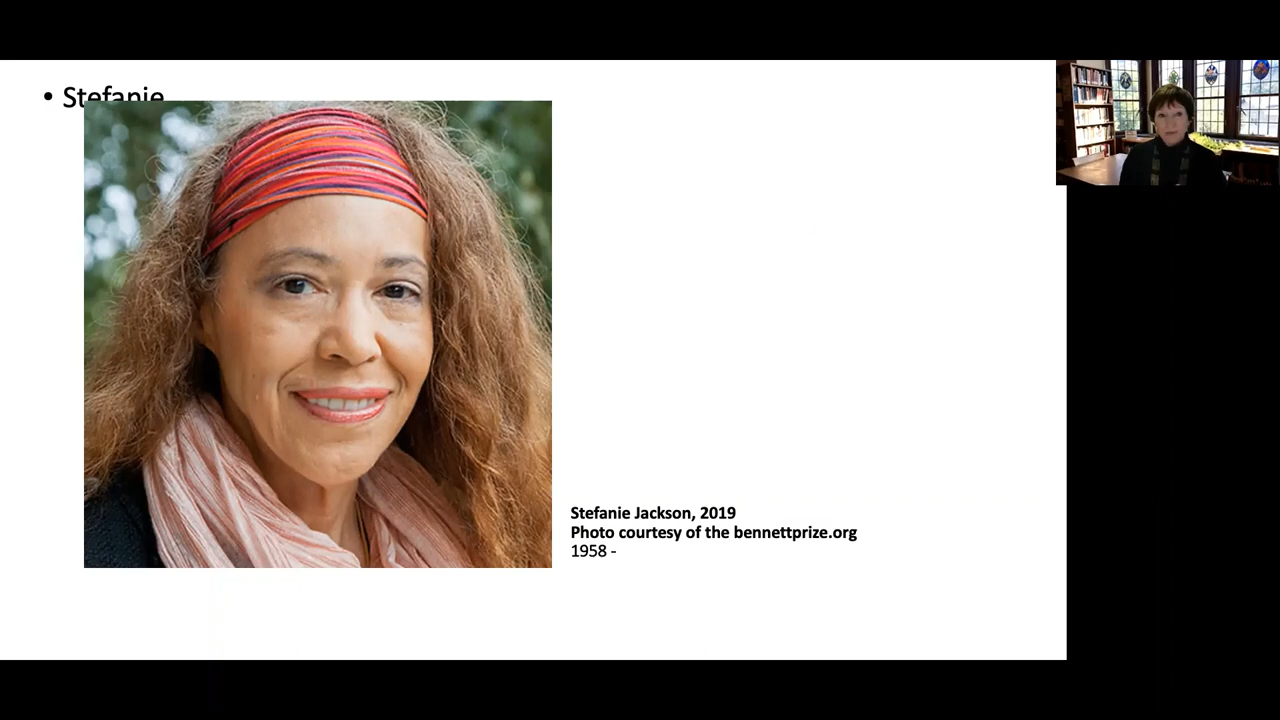 • Stefanie
Stefanie Jackson, 2019
Photo courtesy of the bennettprize.org
1958 -